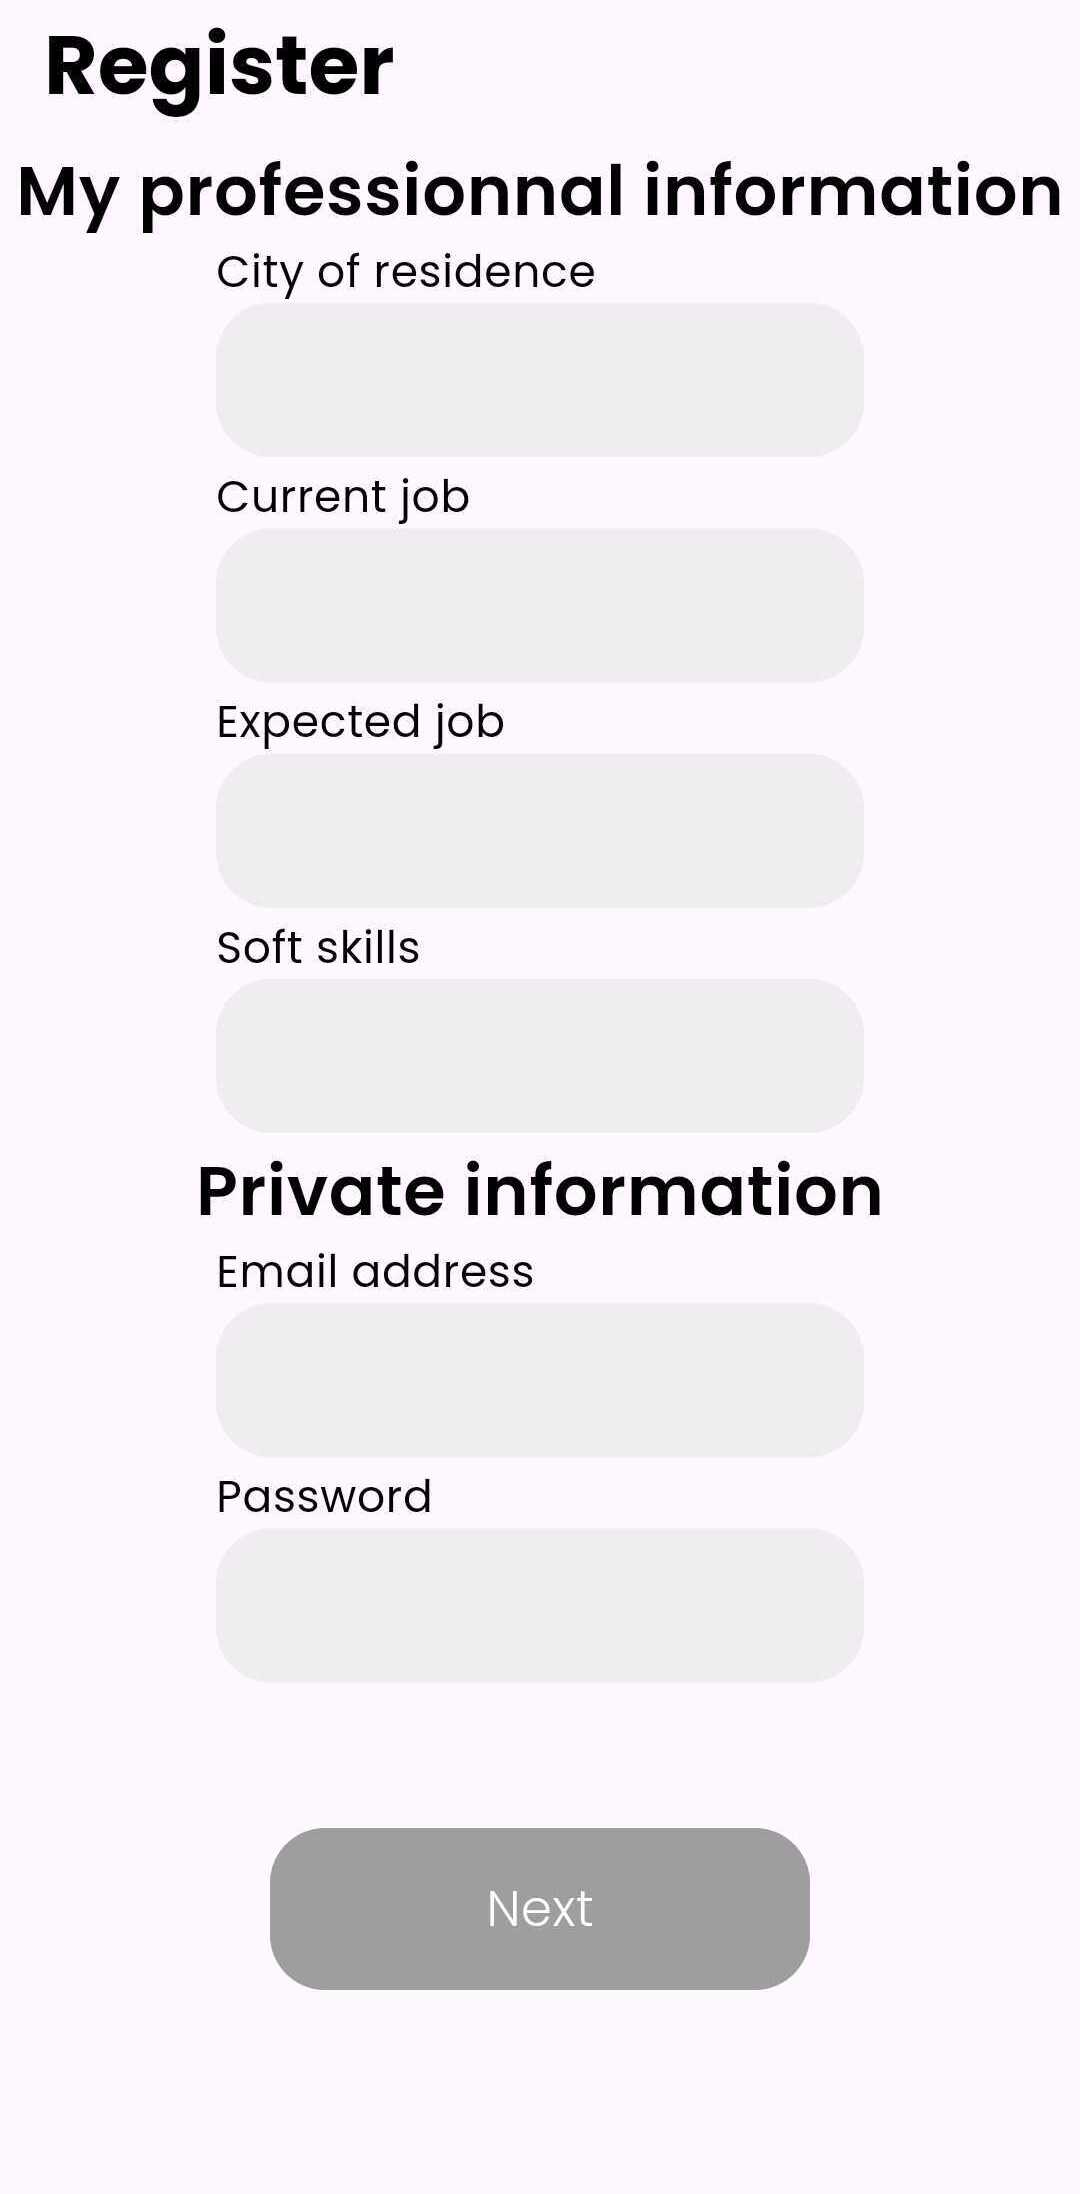 Register
My professionnal information
City of residence
Current job
Expected job
Soft skills
Private information
Email address
Password
Next